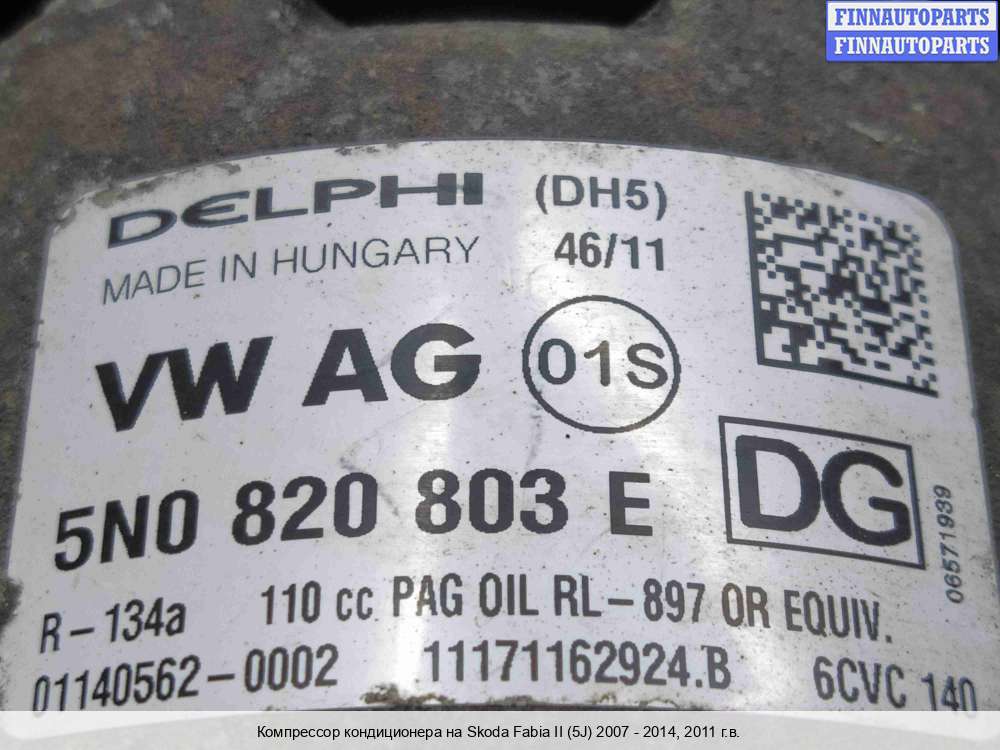 FINNAUTOPARTS
FINNAUTOPARTS
DELPHI (DH5)
MADE IN HUNGARY 46/11
VW AG 01S
5N0 820 803 E DG
06571939
R-134a 110 cc PAG OIL RL-897 OR EQUIV.
01140562-0002 11171162924.B 6CVC 140
Компрессор кондиционера на Skoda Fabia II (5J) 2007 - 2014, 2011 г.в.